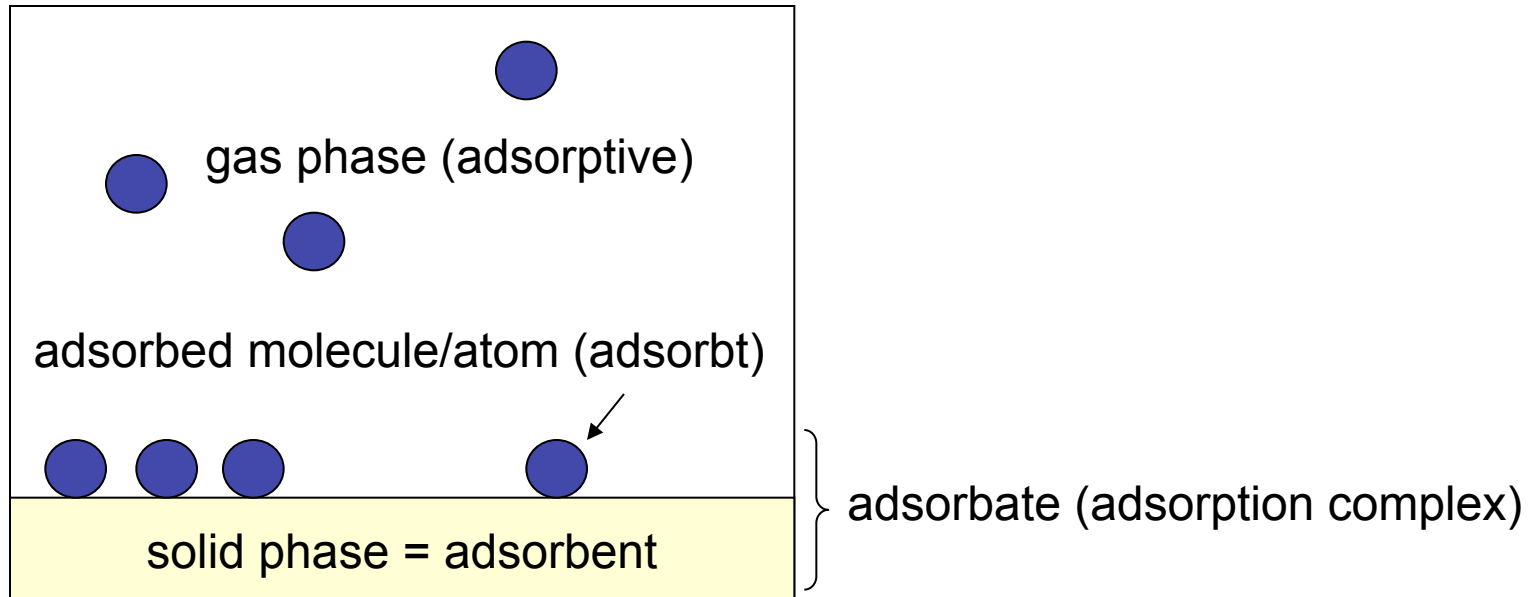 gas phase (adsorptive)
adsorbed molecule/atom (adsorbt)
adsorbate (adsorption complex)
solid phase = adsorbent